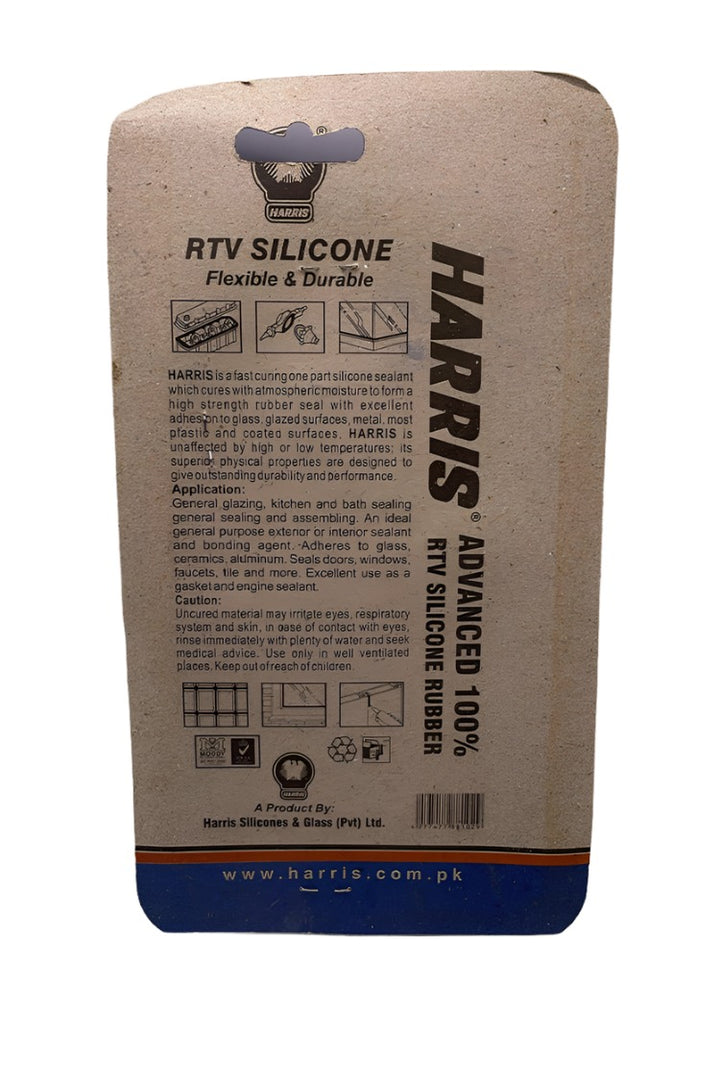 ®
HARRIS
RTV SILICONE
Flexible & Durable
HARRIS is a fast curing one part silicone sealant
which cures with atmospheric moisture to form a
high strength rubber seal with excellent
adhesion to glass, glazed surfaces, metal, most
plastic and coated surfaces. HARRIS is
unaffected by high or low temperatures; its
superior physical properties are designed to
give outstanding durability and performance.
Application:
General glazing, kitchen and bath sealing
general sealing and assembling. An ideal
general purpose exterior or interior sealant
and bonding agent. Adheres to glass,
ceramics, aluminum. Seals doors, windows,
faucets, tile and more. Excellent use as a
gasket and engine sealant.
Caution:
Uncured material may irritate eyes, respiratory
system and skin, in case of contact with eyes,
rinse immediately with plenty of water and seek
medical advice. Use only in well ventilated
places. Keep out of reach of children.
MOODY
HARRIS
A Product By:
Harris Silicones & Glass (Pvt) Ltd.
HARRIS® ADVANCED 100%
RTV SILICONE RUBBER
www.harris.com.pk